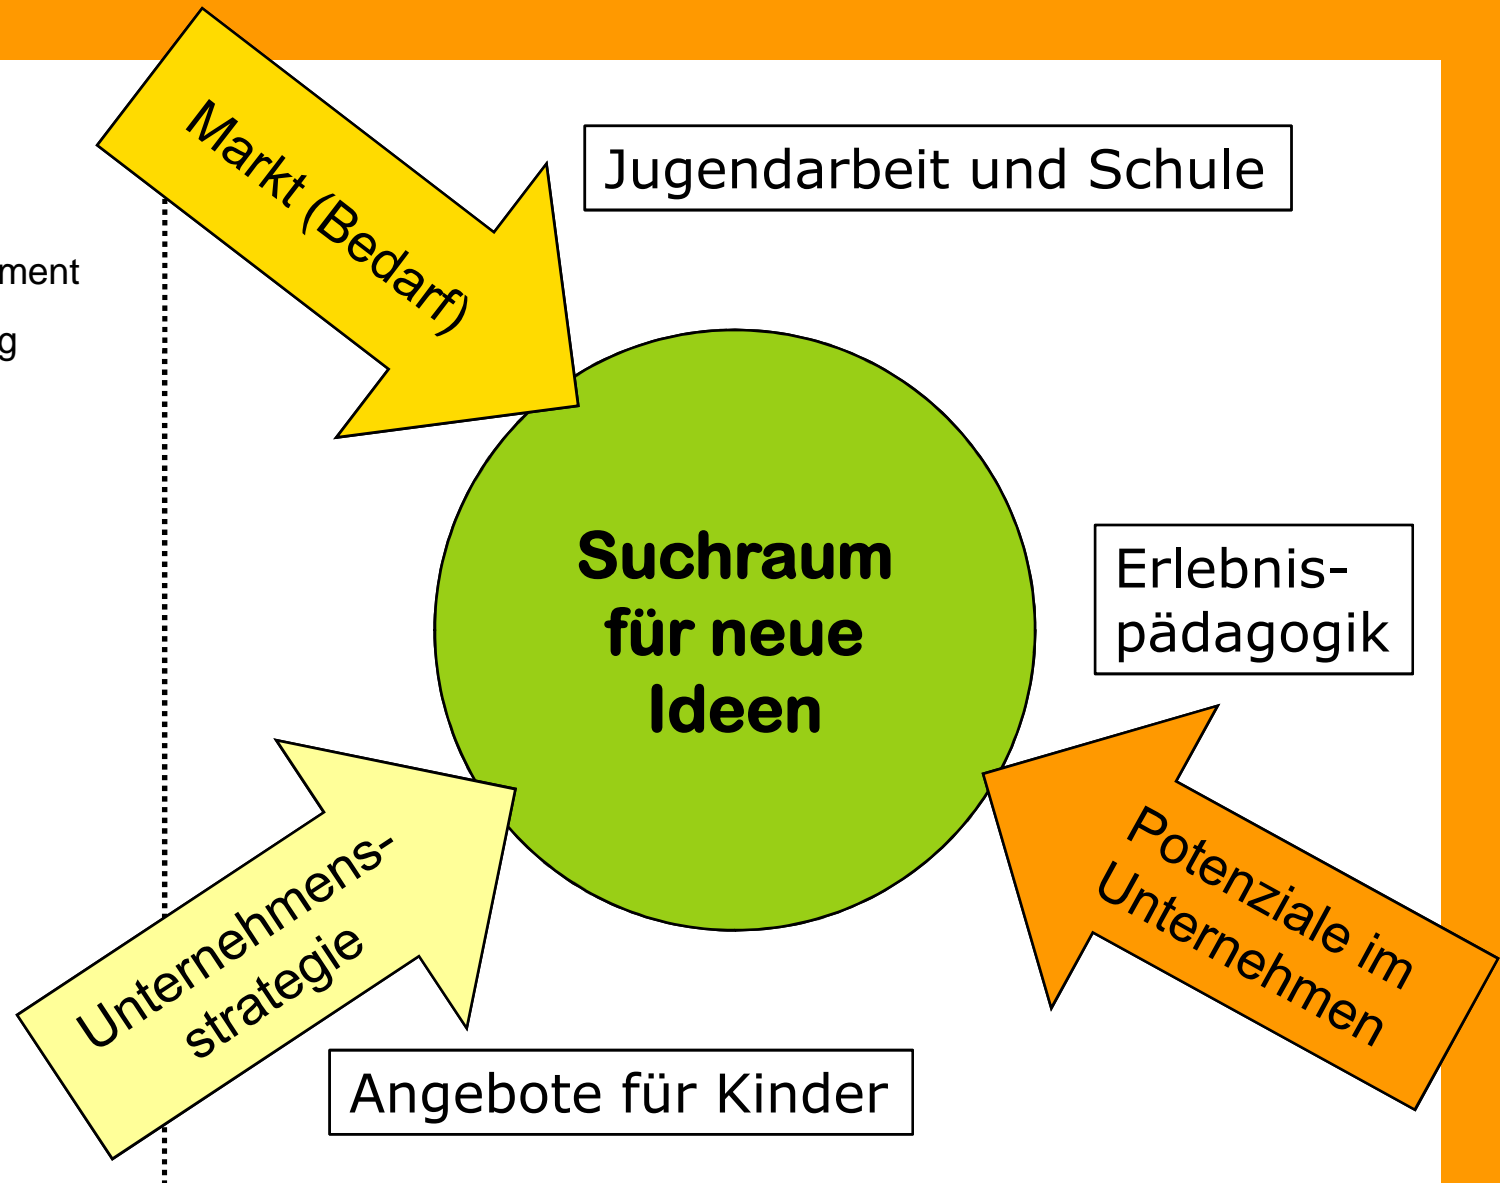 Markt (Bedarf)
Jugendarbeit und Schule
ment
g
Suchraum
für neue
Ideen
Erlebnis-
pädagogik
Unternehmens-
strategie
Potenziale im
Unternehmen
Angebote für Kinder